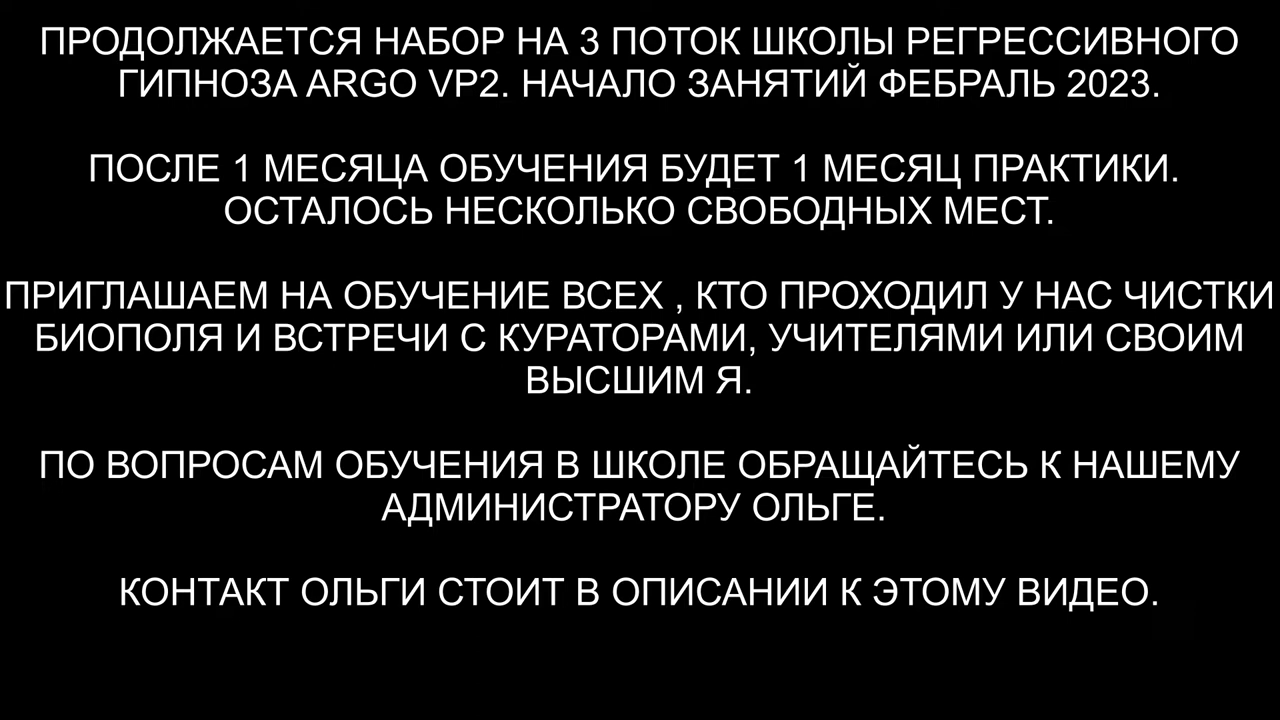 ПРОДОЛЖАЕТСЯ НАБОР НА 3 ПОТОК ШКОЛЫ РЕГРЕССИВНОГО
ГИПНОЗА ARGO VP2. НАЧАЛО ЗАНЯТИЙ ФЕБРАЛЬ 2023.
ПОСЛЕ 1 МЕСЯЦА ОБУЧЕНИЯ БУДЕТ 1 МЕСЯЦ ПРАКТИКИ.
ОСТАЛОСЬ НЕСКОЛЬКО СВОБОДНЫХ МЕСТ.
ПРИГЛАШАЕМ НА ОБУЧЕНИЕ ВСЕХ , КТО ПРОХОДИЛ У НАС ЧИСТКИ
БИОПОЛЯ И ВСТРЕЧИ С КУРАТОРАМИ, УЧИТЕЛЯМИ ИЛИ СВОИМ
ВЫСШИМ Я.
ПО ВОПРОСАМ ОБУЧЕНИЯ В ШКОЛЕ ОБРАЩАЙТЕСЬ К НАШЕМУ
АДМИНИСТРАТОРУ ОЛЬГЕ.
КОНТАКТ ОЛЬГИ СТОИТ В ОПИСАНИИ К ЭТОМУ ВИДЕО.